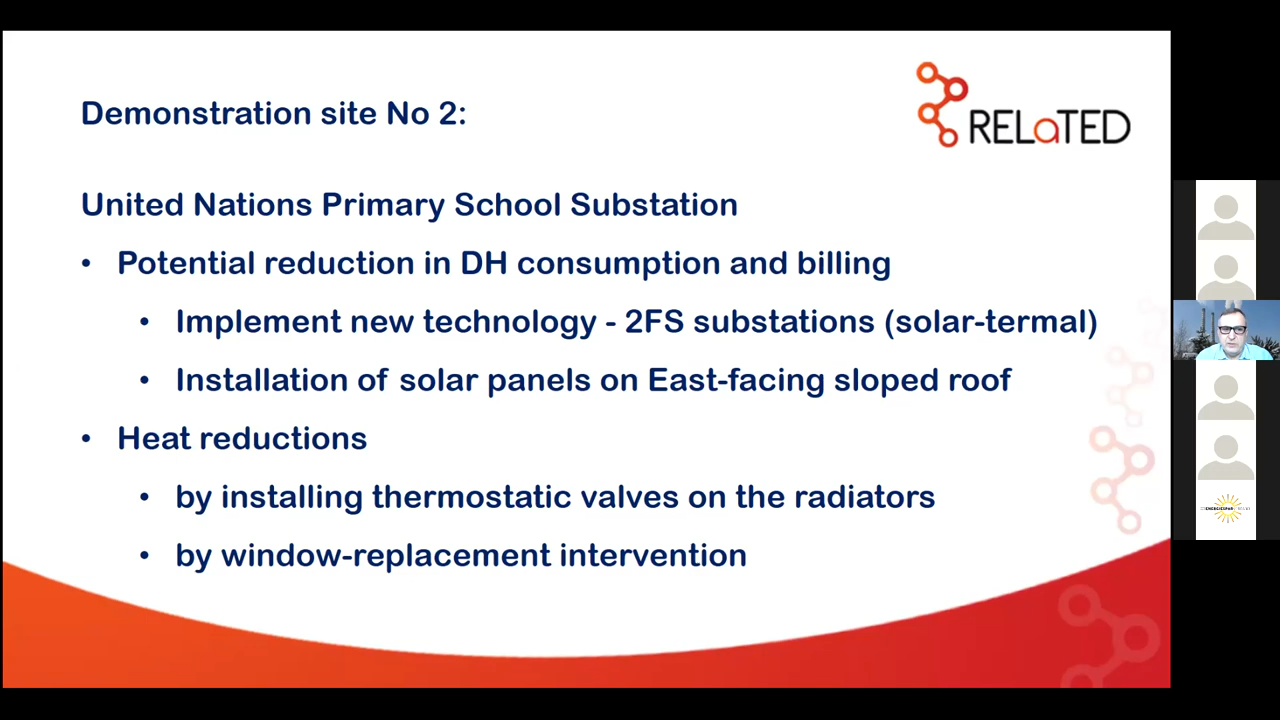 Demonstration site No 2:
RELaTED
United Nations Primary School Substation
• Potential reduction in DH consumption and billing
• Implement new technology - 2FS substations (solar-termal)
• Installation of solar panels on East-facing sloped roof
• Heat reductions
• by installing thermostatic valves on the radiators
• by window-replacement intervention